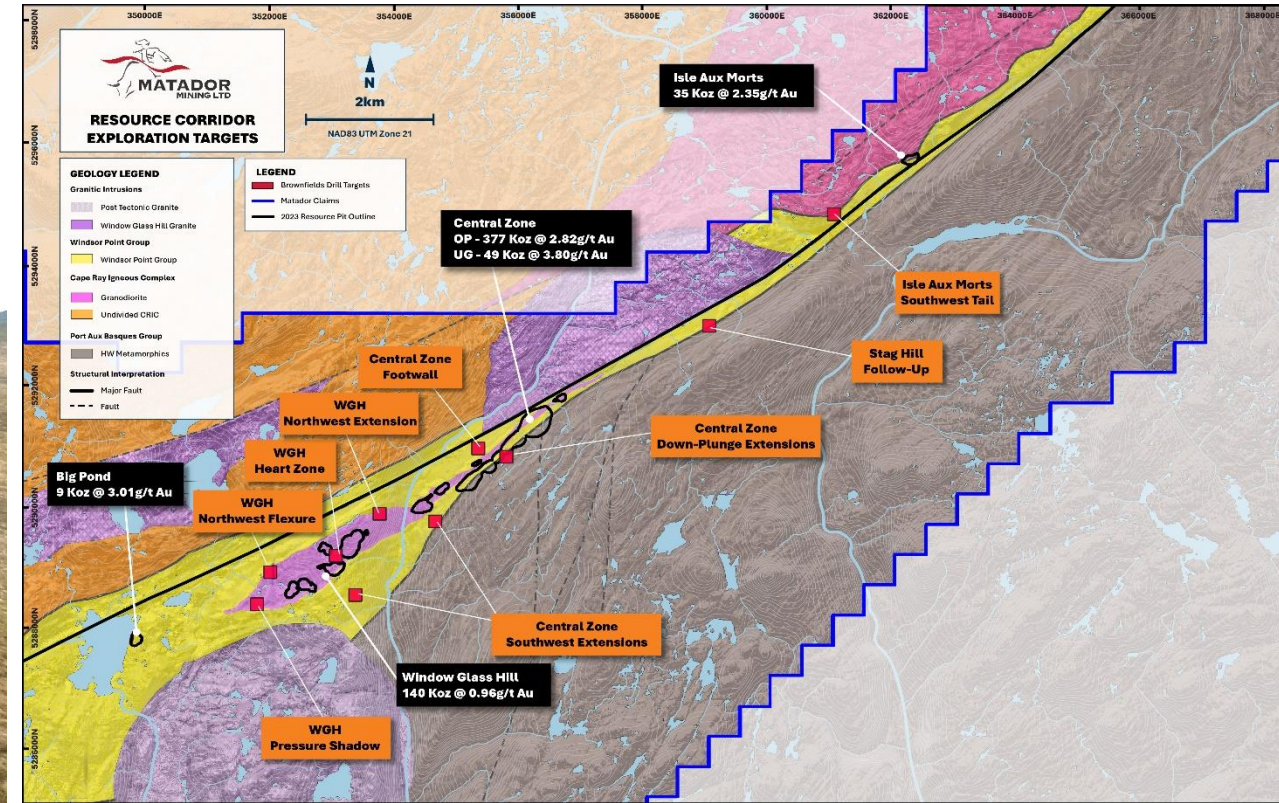 350000E
352000E
354000E
356000E
358000E
360000E
362000E
364000E
366000E
368000E
5298000N
5296000N
5294000N
5292000N
5290000N
5288000N
5286000N
MATADOR
MINING LTD
RESOURCE CORRIDOR
EXPLORATION TARGETS
N
2km
NAD83 UTM Zone 21
GEOLOGY LEGEND
Granitic Intrusions
Post Tectonic Granite
Window Glass Hill Granite
Windsor Point Group
Windsor Point Group
Cape Ray Igneous Complex
Granodiorite
Undivided CRIC
Port Aux Basques Group
HW Metamorphics
Structural Interpretation
Major Fault
Fault
LEGEND
Brownfields Drill Targets
Matador Claims
2023 Resource Pit Outline
Isle Aux Morts
35 Koz @ 2.35g/t Au
Central Zone
OP - 377 Koz @ 2.82g/t Au
UG - 49 Koz @ 3.80g/t Au
Isle Aux Morts
Southwest Tail
Stag Hill
Follow-Up
Central Zone
Footwall
WGH
Northwest Extension
WGH
Heart Zone
Central Zone
Down-Plunge Extensions
Big Pond
9 Koz @ 3.01g/t Au
WGH
Northwest Flexure
Central Zone
Southwest Extensions
Window Glass Hill
140 Koz @ 0.96g/t Au
WGH
Pressure Shadow